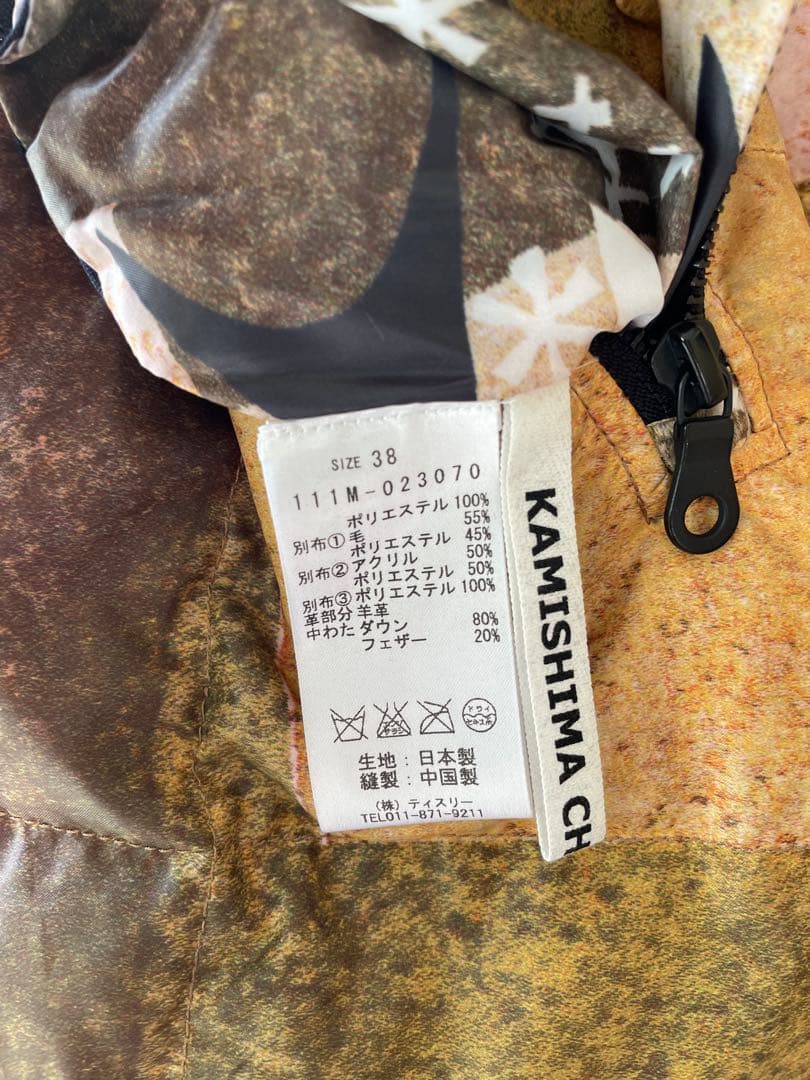 SIZE 38
111M-023070
ポリエステル 100%
別布① 毛 55%
ポリエステル 45%
別布② アクリル 50%
ポリエステル 50%
別布③ ポリエステル 100%
革部分 羊革
中わた ダウン 80%
フェザー 20%
ドライ
生地：日本製
縫製：中国製
（株）ティスリー
TEL011-871-9211
KAMISHIMA CH